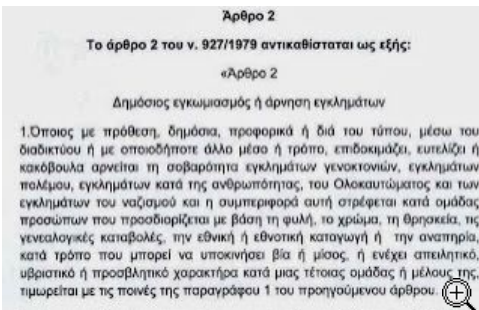 Άρθρο 2
Το άρθρο 2 του ν. 927/1979 αντικαθίσταται ως εξής:
«Άρθρο 2
Δημόσιος εγκωμιασμός ή άρνηση εγκλημάτων
1.Όποιος με πρόθεση, δημόσια, προφορικά ή διά του τύπου, μέσω του
διαδικτύου ή με οποιοδήποτε άλλο μέσο ή τρόπο, επιδοκιμάζει, ευτελίζει ή
κακόβουλα αρνείται τη σοβαρότητα εγκλημάτων γενοκτονιών, εγκλημάτων
πολέμου, εγκλημάτων κατά της ανθρωπότητας, του Ολοκαυτώματος και των
εγκλημάτων του ναζισμού και η συμπεριφορά αυτή στρέφεται κατά ομάδας
προσώπων που προσδιορίζεται με βάση τη φυλή, το χρώμα, τη θρησκεία, τις
γενεαλογικές καταβολές, την εθνική ή εθνοτική καταγωγή ή την αναπηρία,
κατά τρόπο που μπορεί να υποκινήσει βία ή μίσος, ή ενέχει απειλητικό,
υβριστικό ή προσβλητικό χαρακτήρα κατά μιας τέτοιας ομάδας ή μέλους της,
τιμωρείται με τις ποινές της παραγράφου 1 του προηγούμενου άρθρου.